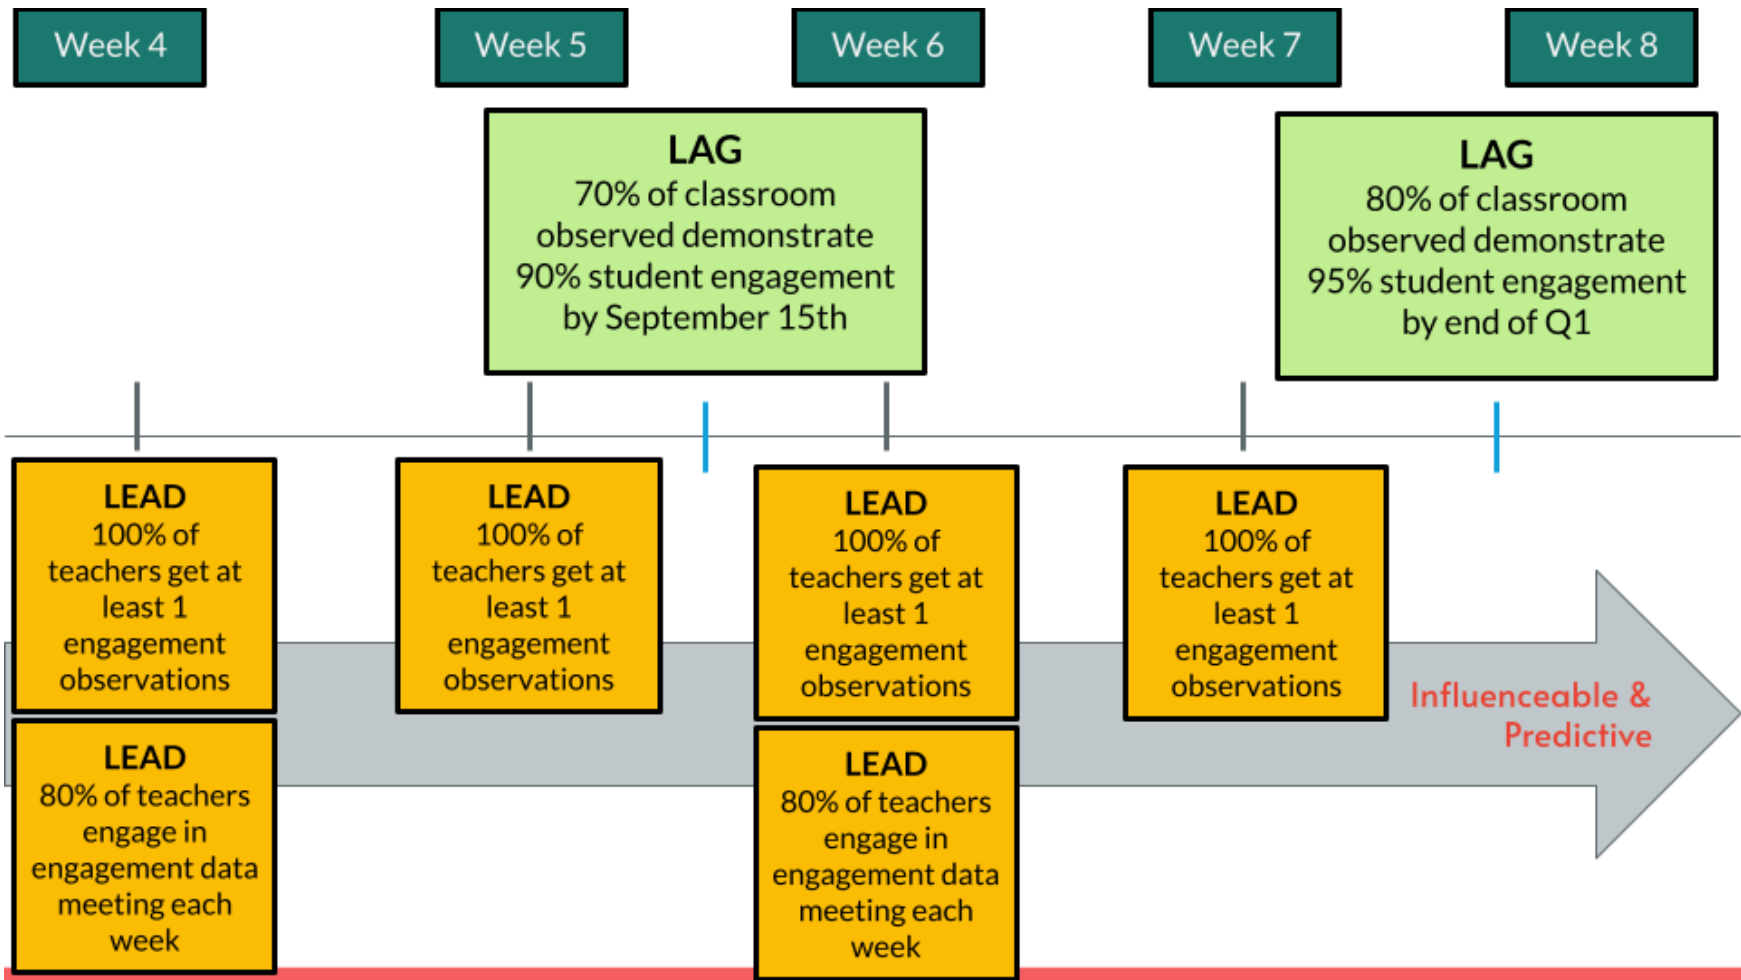 Week 4
Week 5
Week 6
Week 7
Week 8
LAG
70% of classroom
observed demonstrate
90% student engagement
by September 15th
LAG
80% of classroom
observed demonstrate
95% student engagement
by end of Q1
LEAD
100% of
teachers get at
least 1
engagement
observations
LEAD
100% of
teachers get at
least 1
engagement
observations
LEAD
100% of
teachers get at
least 1
engagement
observations
LEAD
100% of
teachers get at
least 1
engagement
observations
Influenceable &
Predictive
LEAD
80% of teachers
engage in
engagement data
meeting each
week
LEAD
80% of teachers
engage in
engagement data
meeting each
week